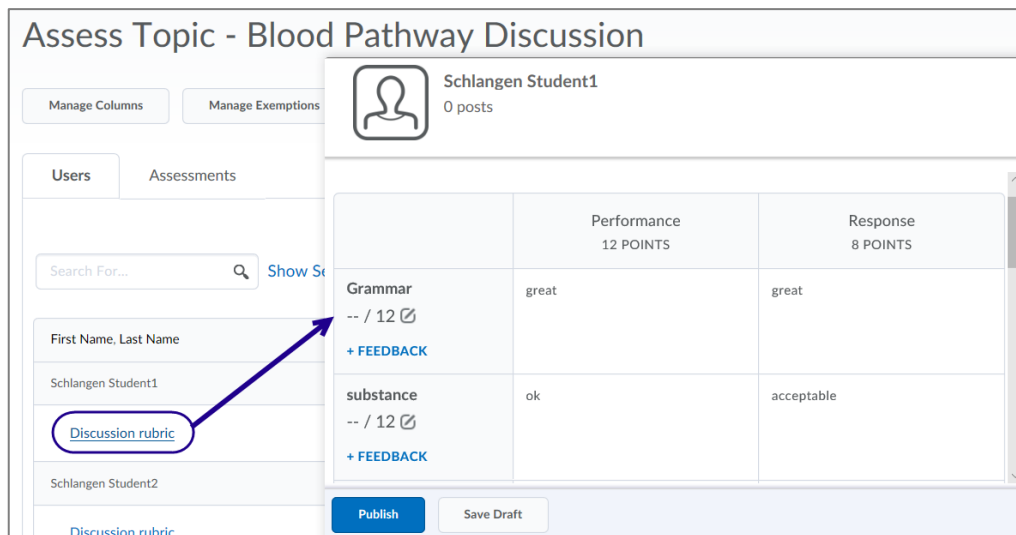 Assess Topic - Blood Pathway Discussion
Manage Columns
Manage Exemptions
Users
Assessments
Search For...
Show Se
First Name, Last Name
Schlangen Student1
Discussion rubric
Schlangen Student2
Discussion rubric
Schlangen Student1
0 posts
Performance
12 POINTS
Response
8 POINTS
Grammar
-- / 12
+ FEEDBACK
great
great
substance
-- / 12
+ FEEDBACK
ok
acceptable
Publish
Save Draft